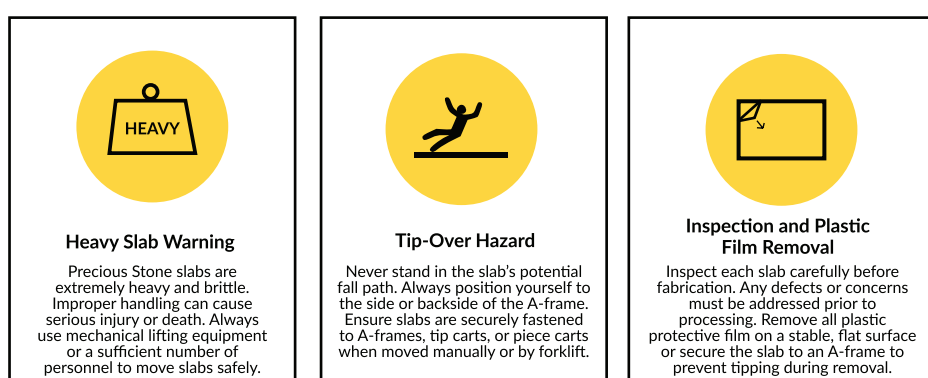 HEAVY
Heavy Slab Warning
Precious Stone slabs are
extremely heavy and brittle.
Improper handling can cause
serious injury or death. Always
use mechanical lifting equipment
or a sufficient number of
personnel to move slabs safely.
Tip-Over Hazard
Never stand in the slab's potential
fall path. Always position yourself to
the side or backside of the A-frame.
Ensure slabs are securely fastened
to A-frames, tip carts, or piece carts
when moved manually or by forklift.
Inspection and Plastic
Film Removal
Inspect each slab carefully before
fabrication. Any defects or concerns
must be addressed prior to
processing. Remove all plastic
protective film on a stable, flat surface
or secure the slab to an A-frame to
prevent tipping during removal.